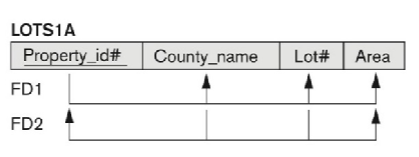 LOTS1A
Property_id# County_name Lot# Area
FD1
FD2